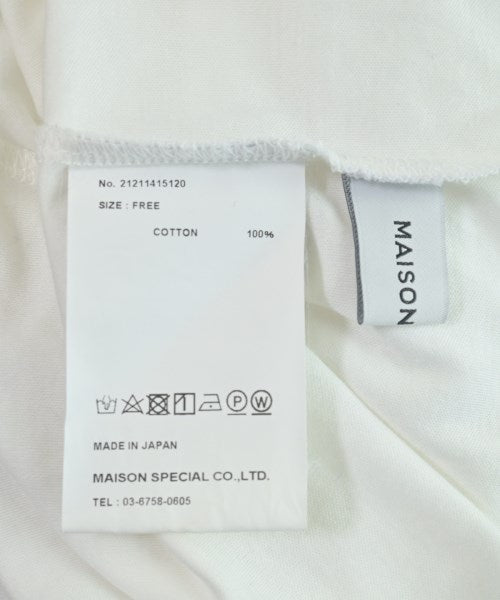 No. 21211415120
SIZE : FREE
COTTON 100%
P W
MADE IN JAPAN
MAISON SPECIAL CO.,LTD.
TEL : 03-6758-0605
MAISON